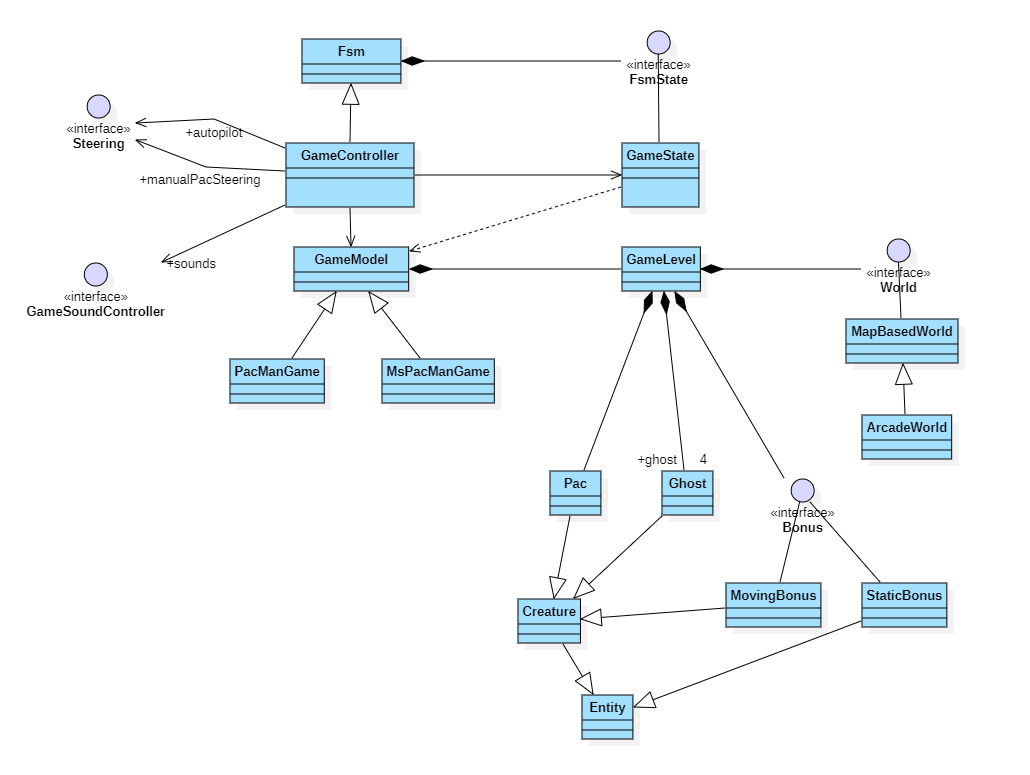 Fsm
«interface»
FsmState
«interface»
Steering
+autopilot
GameController
GameState
+manualPacSteering
+sounds
GameModel
GameLevel
«interface»
World
«interface»
GameSoundController
MapBasedWorld
PacManGame
MsPacManGame
ArcadeWorld
+ghost 4
Pac
Ghost
«interface»
Bonus
MovingBonus
StaticBonus
Creature
Entity